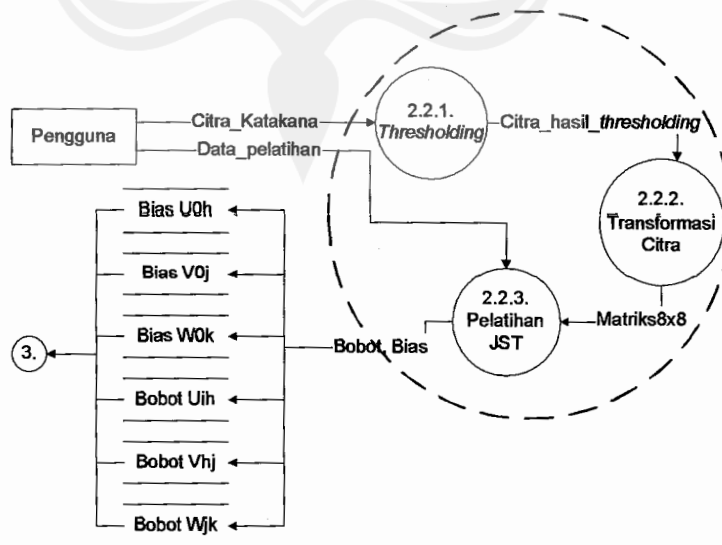 2.2.1.
Thresholding
Citra_Katakana
Citra_hasil_thresholding
Pengguna
Data_pelatihan
2.2.2.
Transformasi
Citra
Bias U0h
Bias V0j
2.2.3.
Pelatihan
JST
Matriks8x8
Bias W0k
3.
Bobot, Bias
Bobot Uih
Bobot Vhj
Bobot Wjk